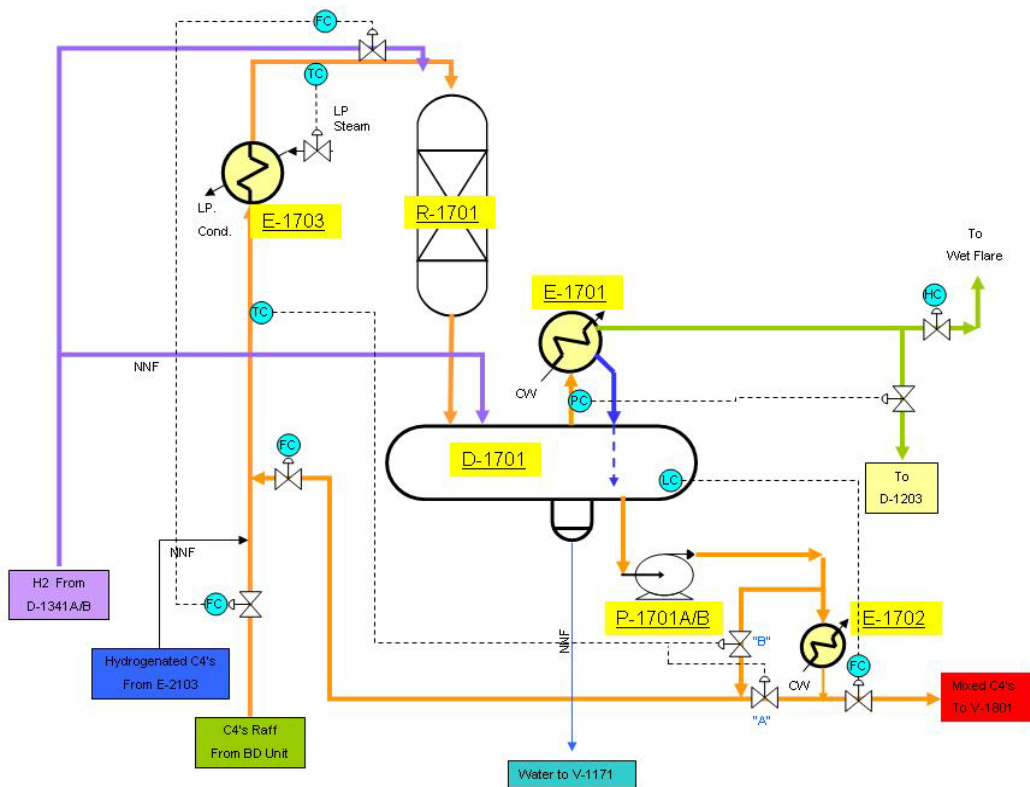 FC
TC
LP
Steam
E-1703
LP.
Cond.
R-1701
To
Wet Flare
E-1701
HC
TC
NNF
CW
PC
D-1701
FC
LC
To
D-1203
NNF
H2 From
D-1341A/B
FC
P-1701A/B
E-1702
NNF
"B"
Hydrogenated C4's
From E-2103
CW
FC
Mixed C4's
To V-1801
"A"
C4's Raff
From BD Unit
Water to V-1171